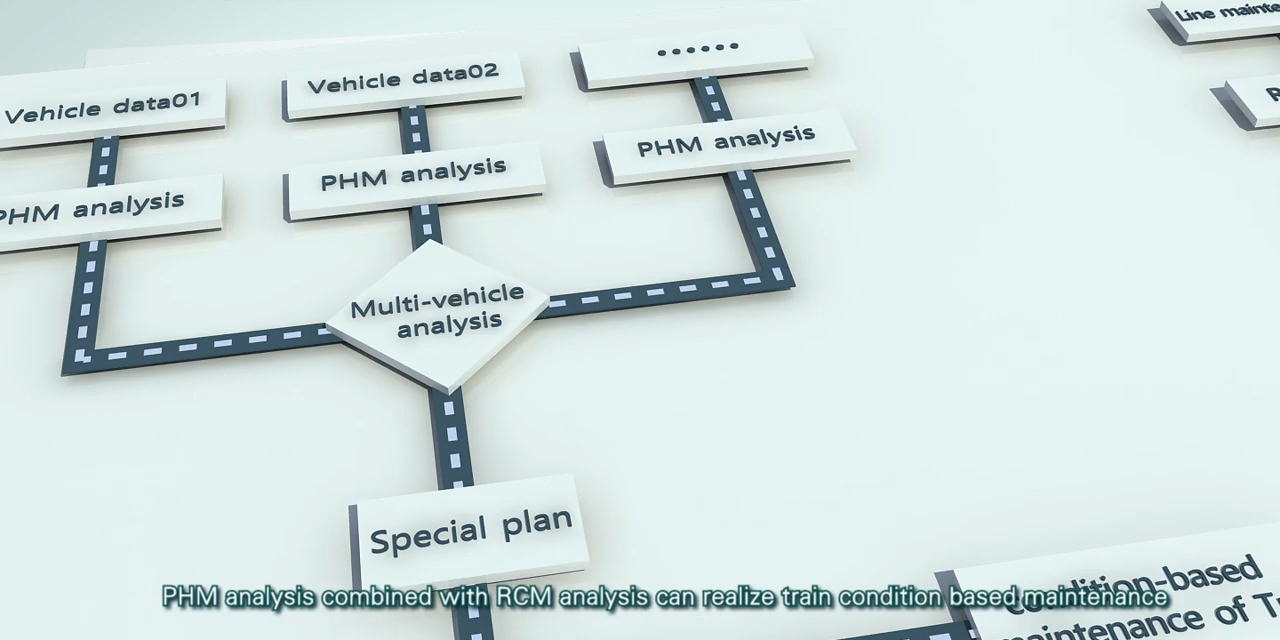 Vehicle data01
Vehicle data02
••••••
Line
PHM analysis
PHM analysis
PHM analysis
Multi-vehicle
analysis
Special plan
Condition-based
maintenance of
PHM analysis combined with RCM analysis can realize train condition based maintenance